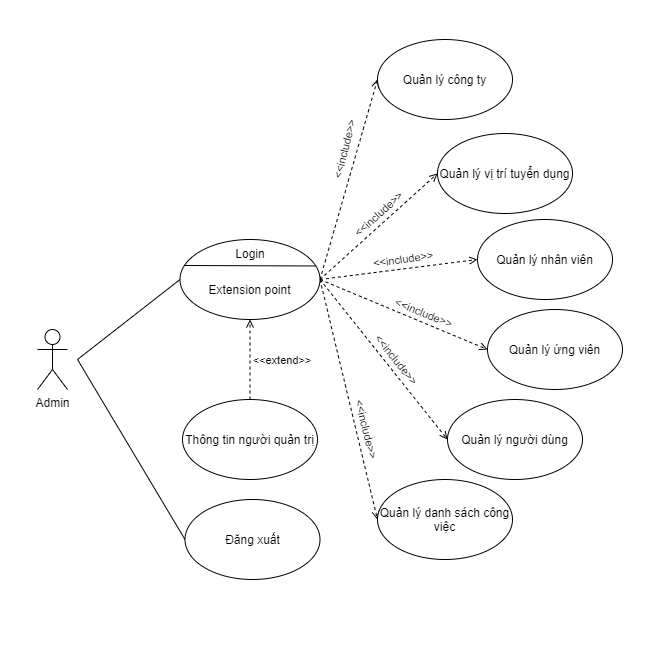 Quản lý công ty
<<include>>
Quản lý vị trí tuyển dụng
<<include>>
Login
Extension point
<<include>>
Quản lý nhân viên
<<include>>
Quản lý ứng viên
<<include>>
<<extend>>
Admin
Thông tin người quản trị
<<include>>
Quản lý người dùng
Quản lý danh sách công
việc
Đăng xuất